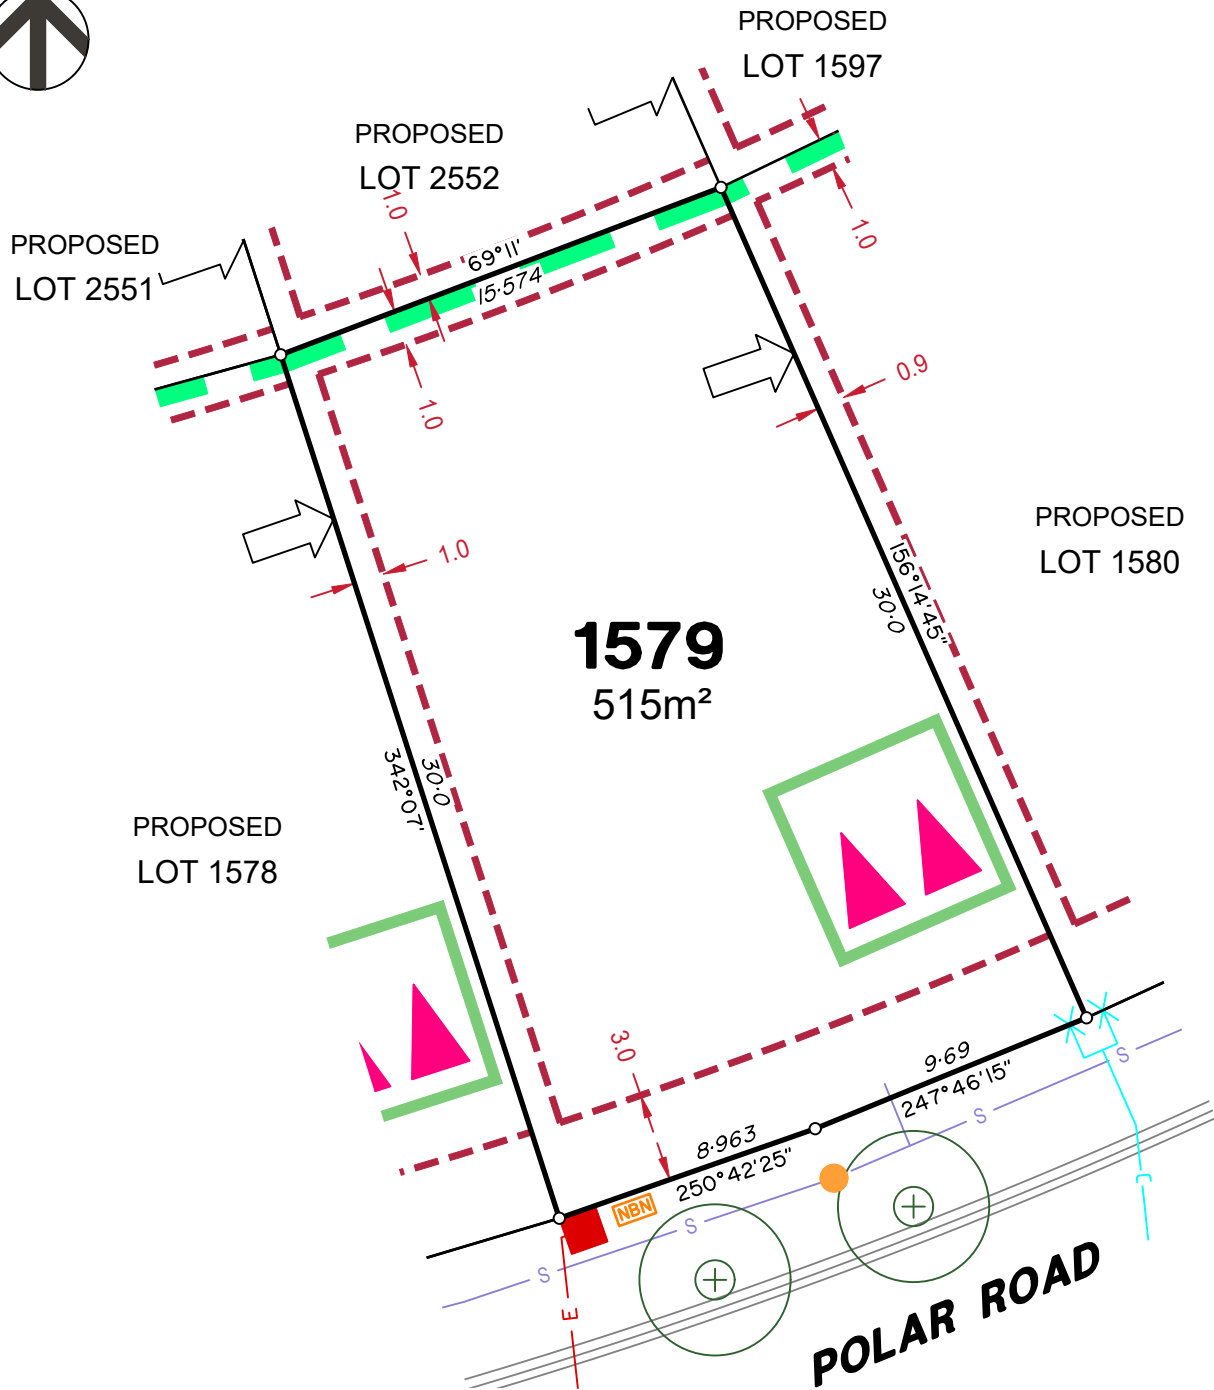 PROPOSED
LOT 1597
PROPOSED
LOT 2552
PROPOSED
LOT 2551
1.0
69°11'
15·574
1.0
1.0
0.9
1.0
PROPOSED
LOT 1580
156°14'45"
30·0
1579
515m²
342°07'
30·0
PROPOSED
LOT 1578
3.0
9·69
247°46'15"
8·963
250°42'25"
NBN
S
S
S
S
E
C
POLAR ROAD